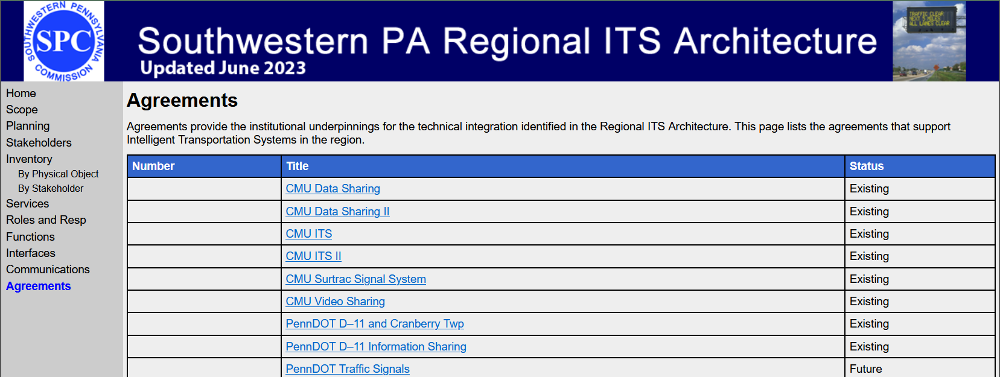 SOUTHWESTERN PENNSYLVANIA COMMISSION
SPC
Southwestern PA Regional ITS Architecture
Updated June 2023
TRAFFIC CLEAR
NEXT 5 MILES
ALL LANES CLEAR
Home
Scope
Planning
Stakeholders
Inventory
By Physical Object
By Stakeholder
Services
Roles and Resp
Functions
Interfaces
Communications
Agreements
Agreements
Agreements provide the institutional underpinnings for the technical integration identified in the Regional ITS Architecture. This page lists the agreements that support
Intelligent Transportation Systems in the region.
Number Title Status
CMU Data Sharing Existing
CMU Data Sharing II Existing
CMU ITS Existing
CMU ITS II Existing
CMU Surtrac Signal System Existing
CMU Video Sharing Existing
PennDOT D–11 and Cranberry Twp Existing
PennDOT D–11 Information Sharing Existing
PennDOT Traffic Signals Future